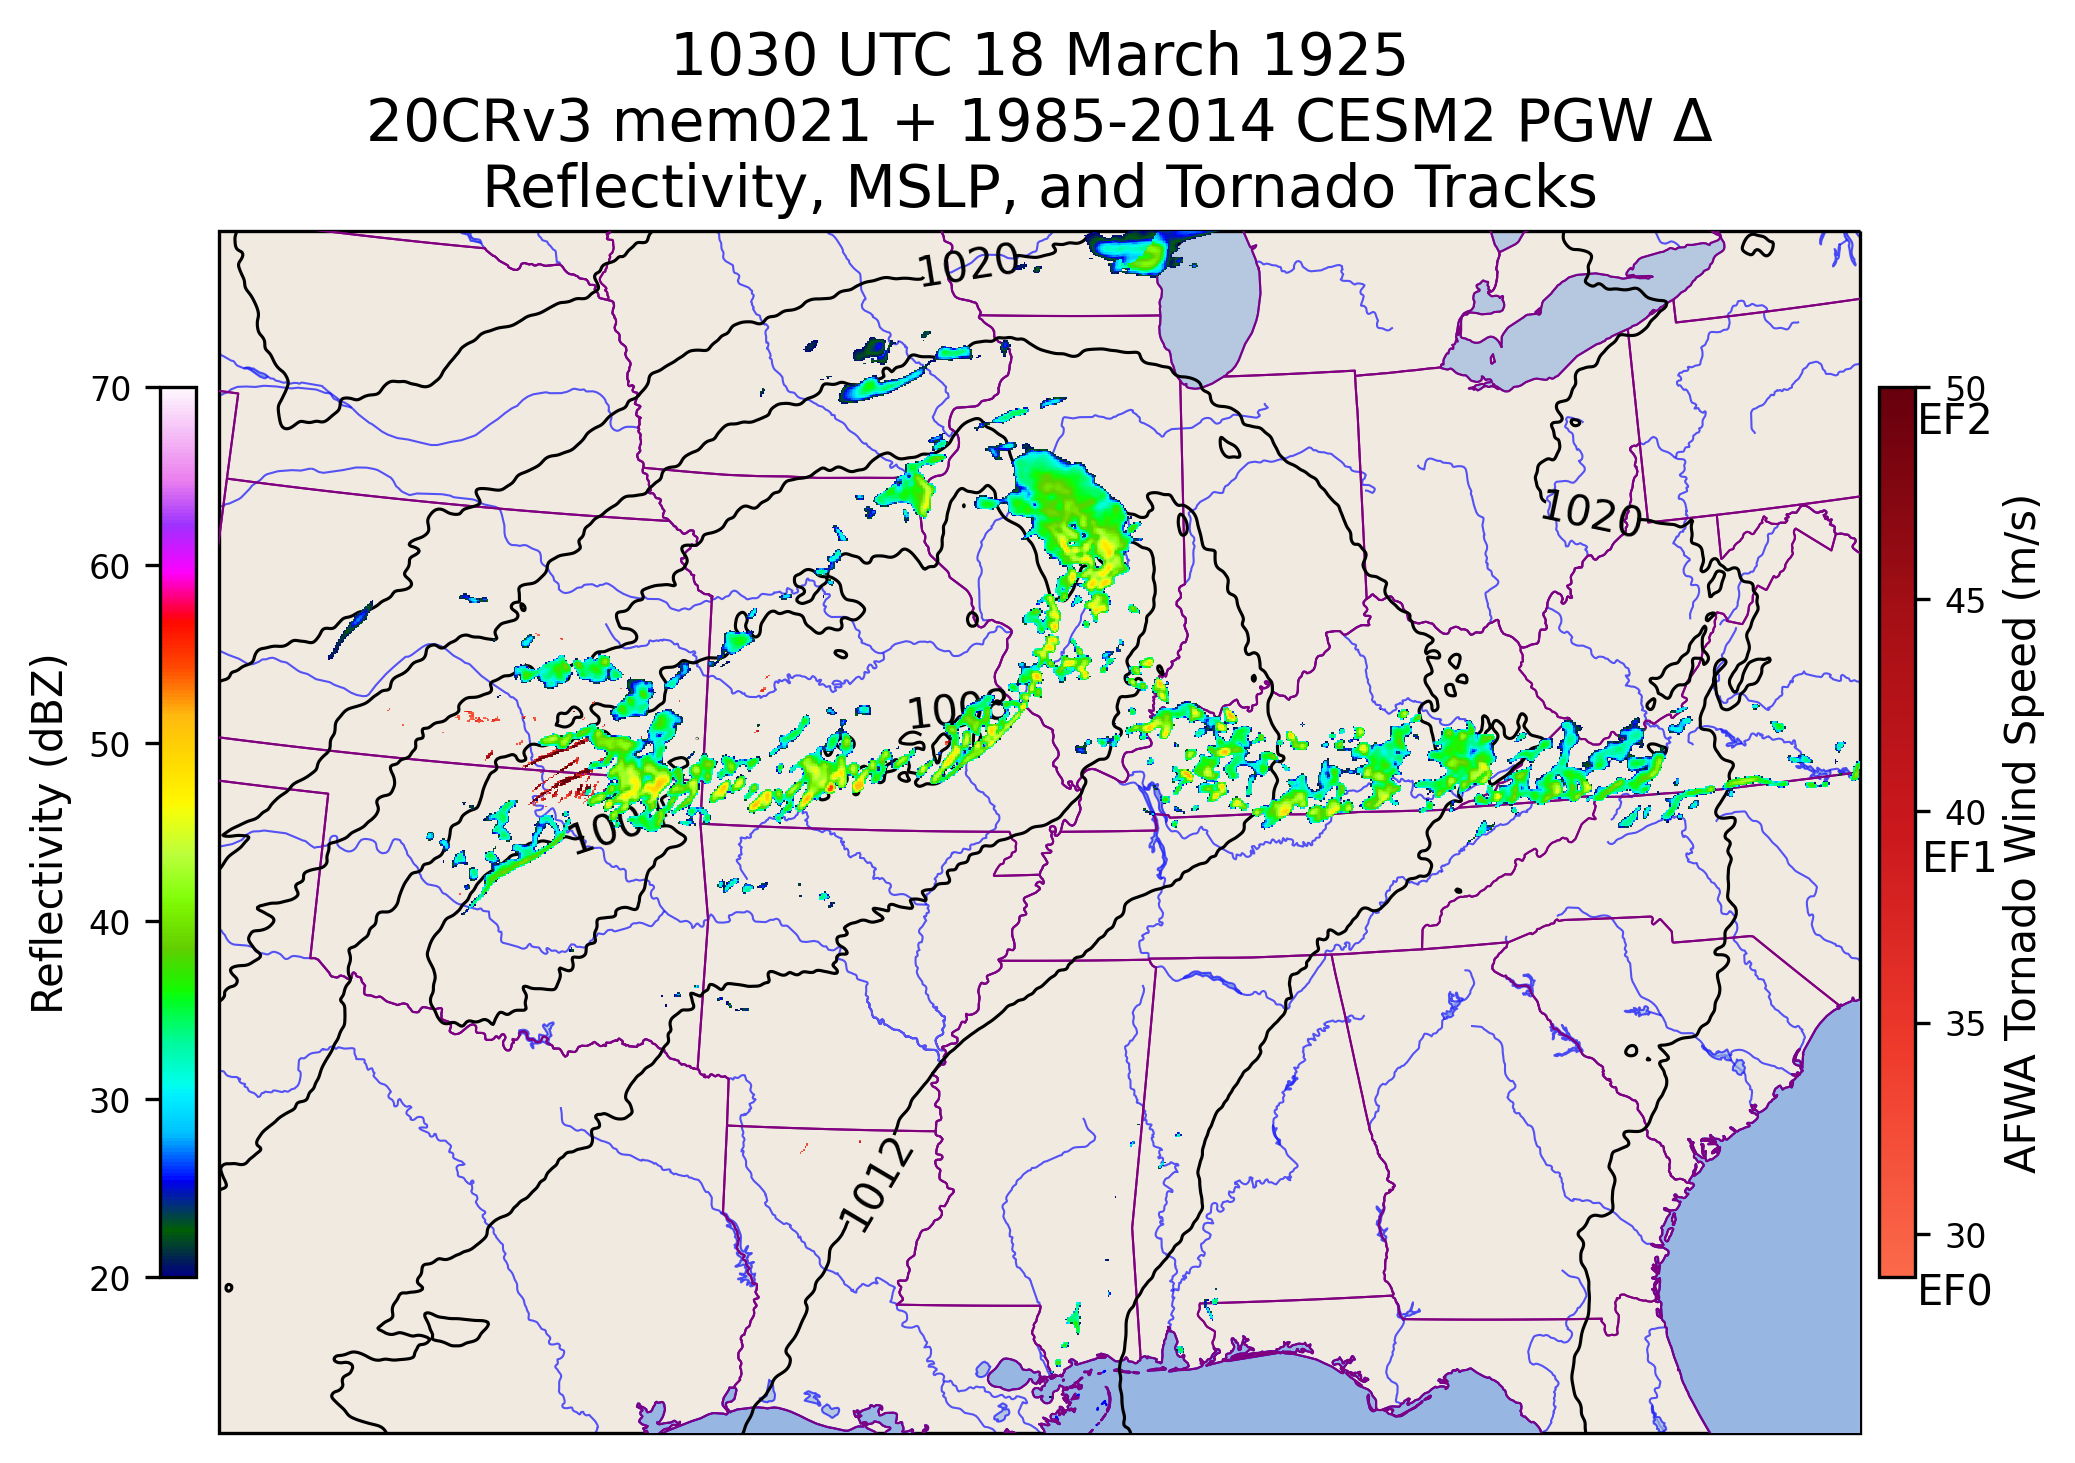 1030 UTC 18 March 1925
20CRv3 mem021 + 1985-2014 CESM2 PGW Δ
Reflectivity, MSLP, and Tornado Tracks
70
60
50
40
30
20
Reflectivity (dBZ)
1020
1020
1008
1012
50
EF2
45
40
EF1
35
30
EF0
AFWA Tornado Wind Speed (m/s)